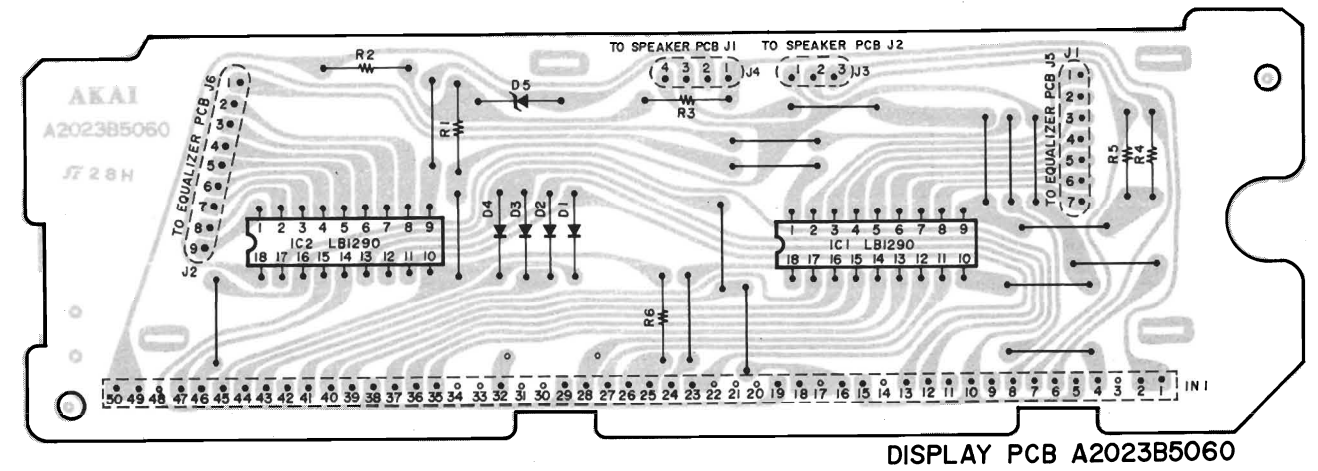 TO SPEAKER PCB J1 TO SPEAKER PCB J2
R2
4 3 2 1 J4
2 3 J3
J1
D5
R3
R1
AKAI
A2023B5060
28H
TO EQUALIZER PCB J6
1
2
3
4
5
6
7
8
9
J2
TO EQUALIZER PCB J5
1
2
3
4
5
6
7
R5 R4
D4 D3 D2 D1
1 2 3 4 5 6 7 8 9
IC2 LB1290
18 17 16 15 14 13 12 11 10
1 2 3 4 5 6 7 8 9
IC1 LB1290
18 17 16 15 14 13 12 11 10
R6
50 49 48 47 46 45 44 43 42 41 40 39 38 37 36 35 34 33 32 31 30 29 28 27 26 25 24 23 22 21 20 19 18 17 16 15 14 13 12 11 10 9 8 7 6 5 4 3 2 1 IN1
DISPLAY PCB A2023B5060